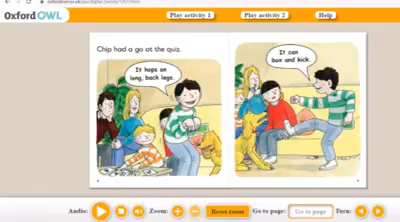 Oxford OWL
Play activity 1
Play activity 2
Help
Chip had a go at the quiz.
It hops on
long, back legs.
It can
box and kick.
Audio:
Zoom:
Reset zoom
Go to page:
Go to page
Turn: